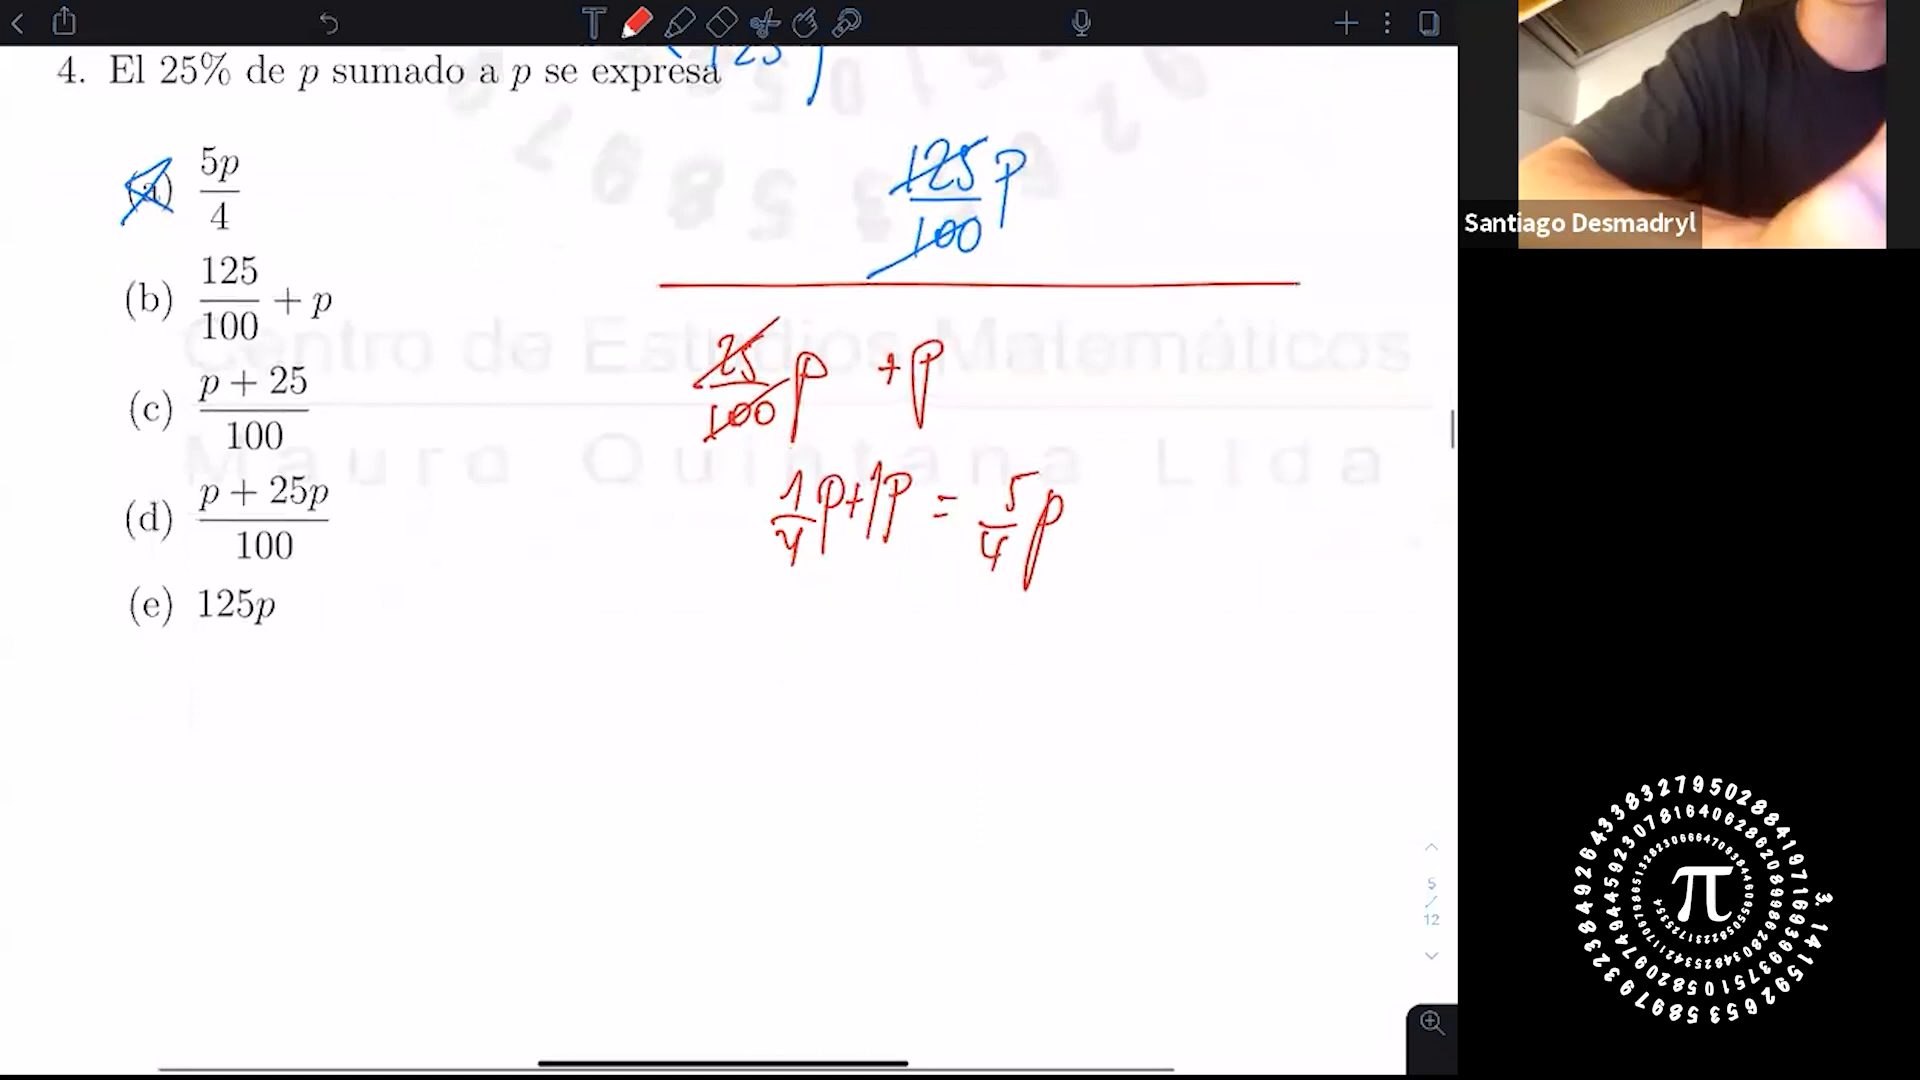 4. El 25% de p sumado a p se expresa
125
(a) 5p/4
(b) 125/100 + p
(c) p + 25/100
(d) p + 25p/100
(e) 125p
125/100 p
25/100 p + p
1/4 p + 1p = 5/4 p
Centro de Estudios Matemáticos
Mauro Quintana Ltda
Santiago Desmadryl
5
/
12
π